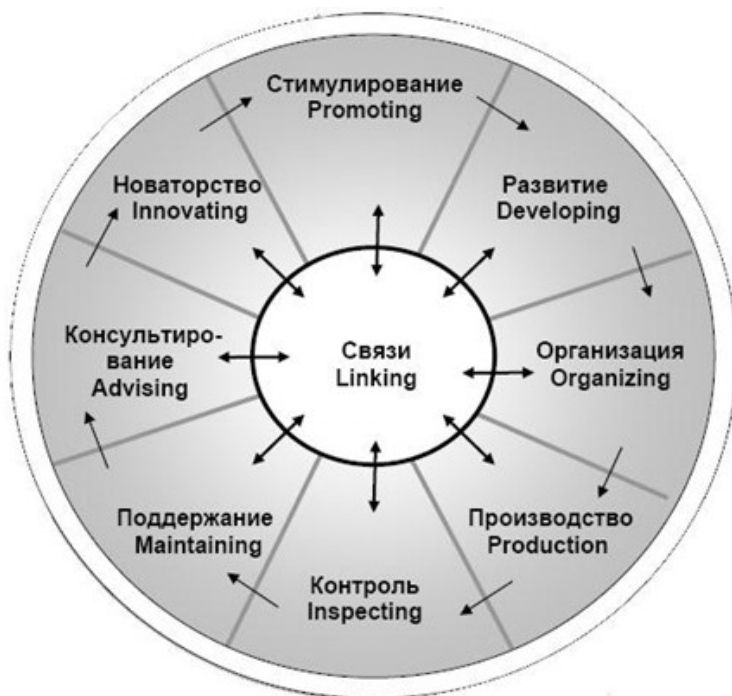 Стимулирование
Promoting
Новаторство
Innovating
Развитие
Developing
Консультиро-
вание
Advising
Связи
Linking
Организация
Organizing
Поддержание
Maintaining
Производство
Production
Контроль
Inspecting